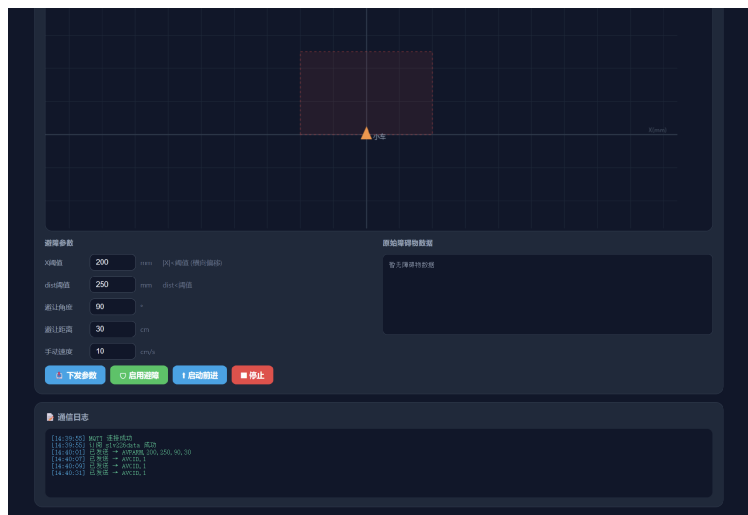 X(mm)
小车
避障参数
X阈值 200 mm |X|<阈值 (横向偏移)
dist阈值 250 mm dist<阈值
避让角度 90 °
避让距离 30 cm
手动速度 10 cm/s
下发参数 启用避障 启动前进 停止
原始障碍物数据
暂无障碍物数据
通信日志
[14:39:55] MQTT 连接成功
[14:39:55] 订阅 slv226data 成功
[14:40:01] 已发送 → AVPARM,200,250,90,30
[14:40:07] 已发送 → AVCID,1
[14:40:09] 已发送 → AVCID,1
[14:40:31] 已发送 → AVCID,1